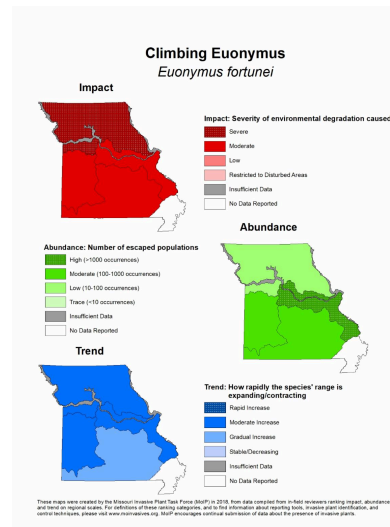 Climbing Euonymus
Euonymus fortunei
Impact
Impact: Severity of environmental degradation caused
Severe
Moderate
Low
Restricted to Disturbed Areas
Insufficient Data
No Data Reported
Abundance
Abundance: Number of escaped populations
High (>1000 occurrences)
Moderate (100-1000 occurrences)
Low (10-100 occurrences)
Trace (<10 occurrences)
Insufficient Data
No Data Reported
Trend
Trend: How rapidly the species' range is
expanding/contracting
Rapid Increase
Moderate Increase
Gradual Increase
Stable/Decreasing
Insufficient Data
No Data Reported
These maps were created by the Missouri Invasive Plant Task Force (MoIP) in 2018, from data compiled from in-field reviewers ranking impact, abundance
and trend on regional scales. For definitions of these ranking categories, and to find information about reporting tools, invasive plant identification, and
control techniques, please visit www.moinvasives.org. MoIP encourages continual submission of data about the presence of invasive plants.